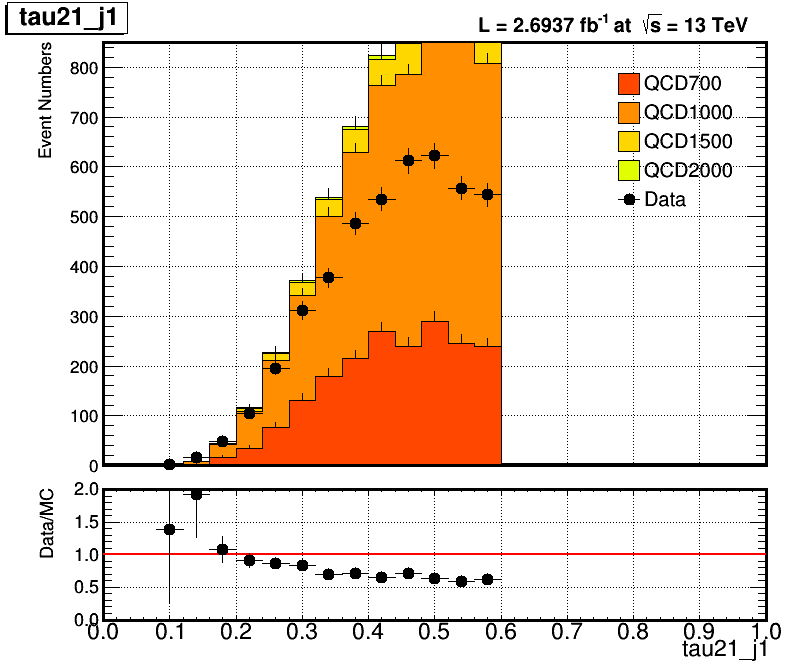 tau21_j1
L = 2.6937 fb-1 at √s = 13 TeV
Event Numbers
800
700
600
500
400
300
200
100
0
QCD700
QCD1000
QCD1500
QCD2000
Data
Data/MC
2.0
1.5
1.0
0.5
0.0
0.0 0.1 0.2 0.3 0.4 0.5 0.6 0.7 0.8 0.9 1.0
tau21_j1